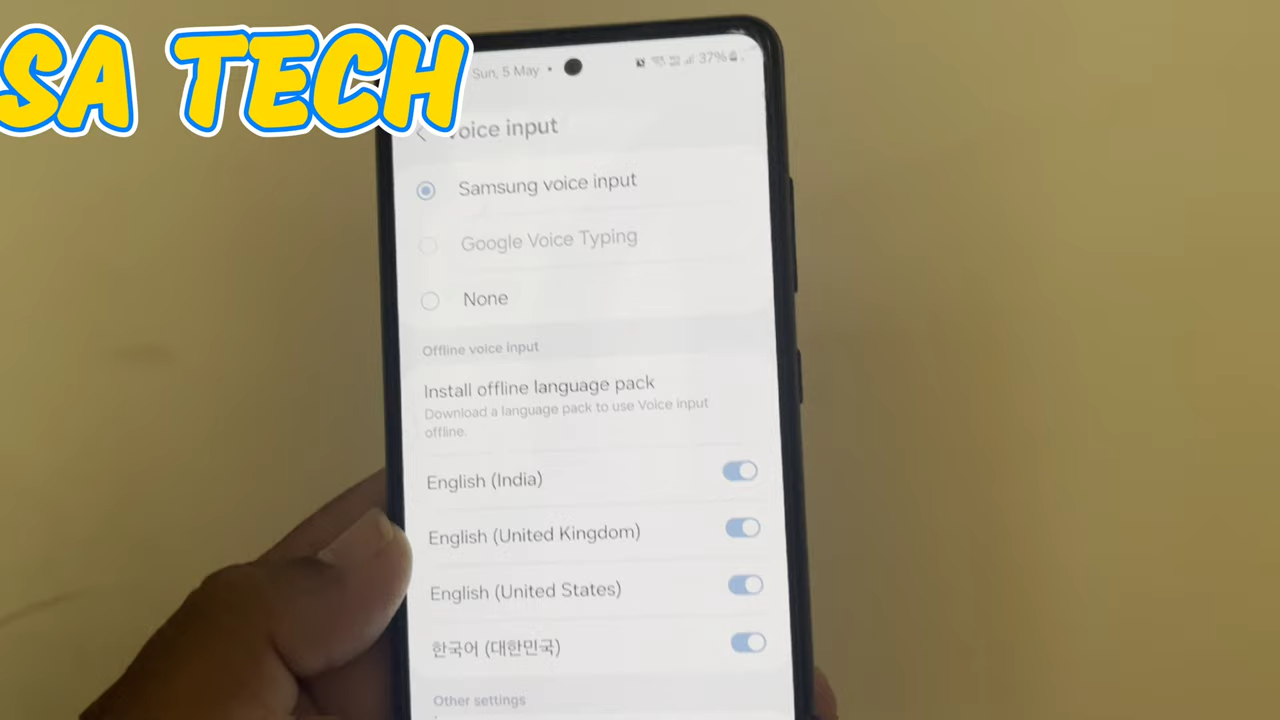 SA TECH
Sun, 5 May •
37%
Voice input
Samsung voice input
Google Voice Typing
None
Offline voice input
Install offline language pack
Download a language pack to use Voice input
offline.
English (India)
English (United Kingdom)
English (United States)
한국어 (대한민국)
Other settings